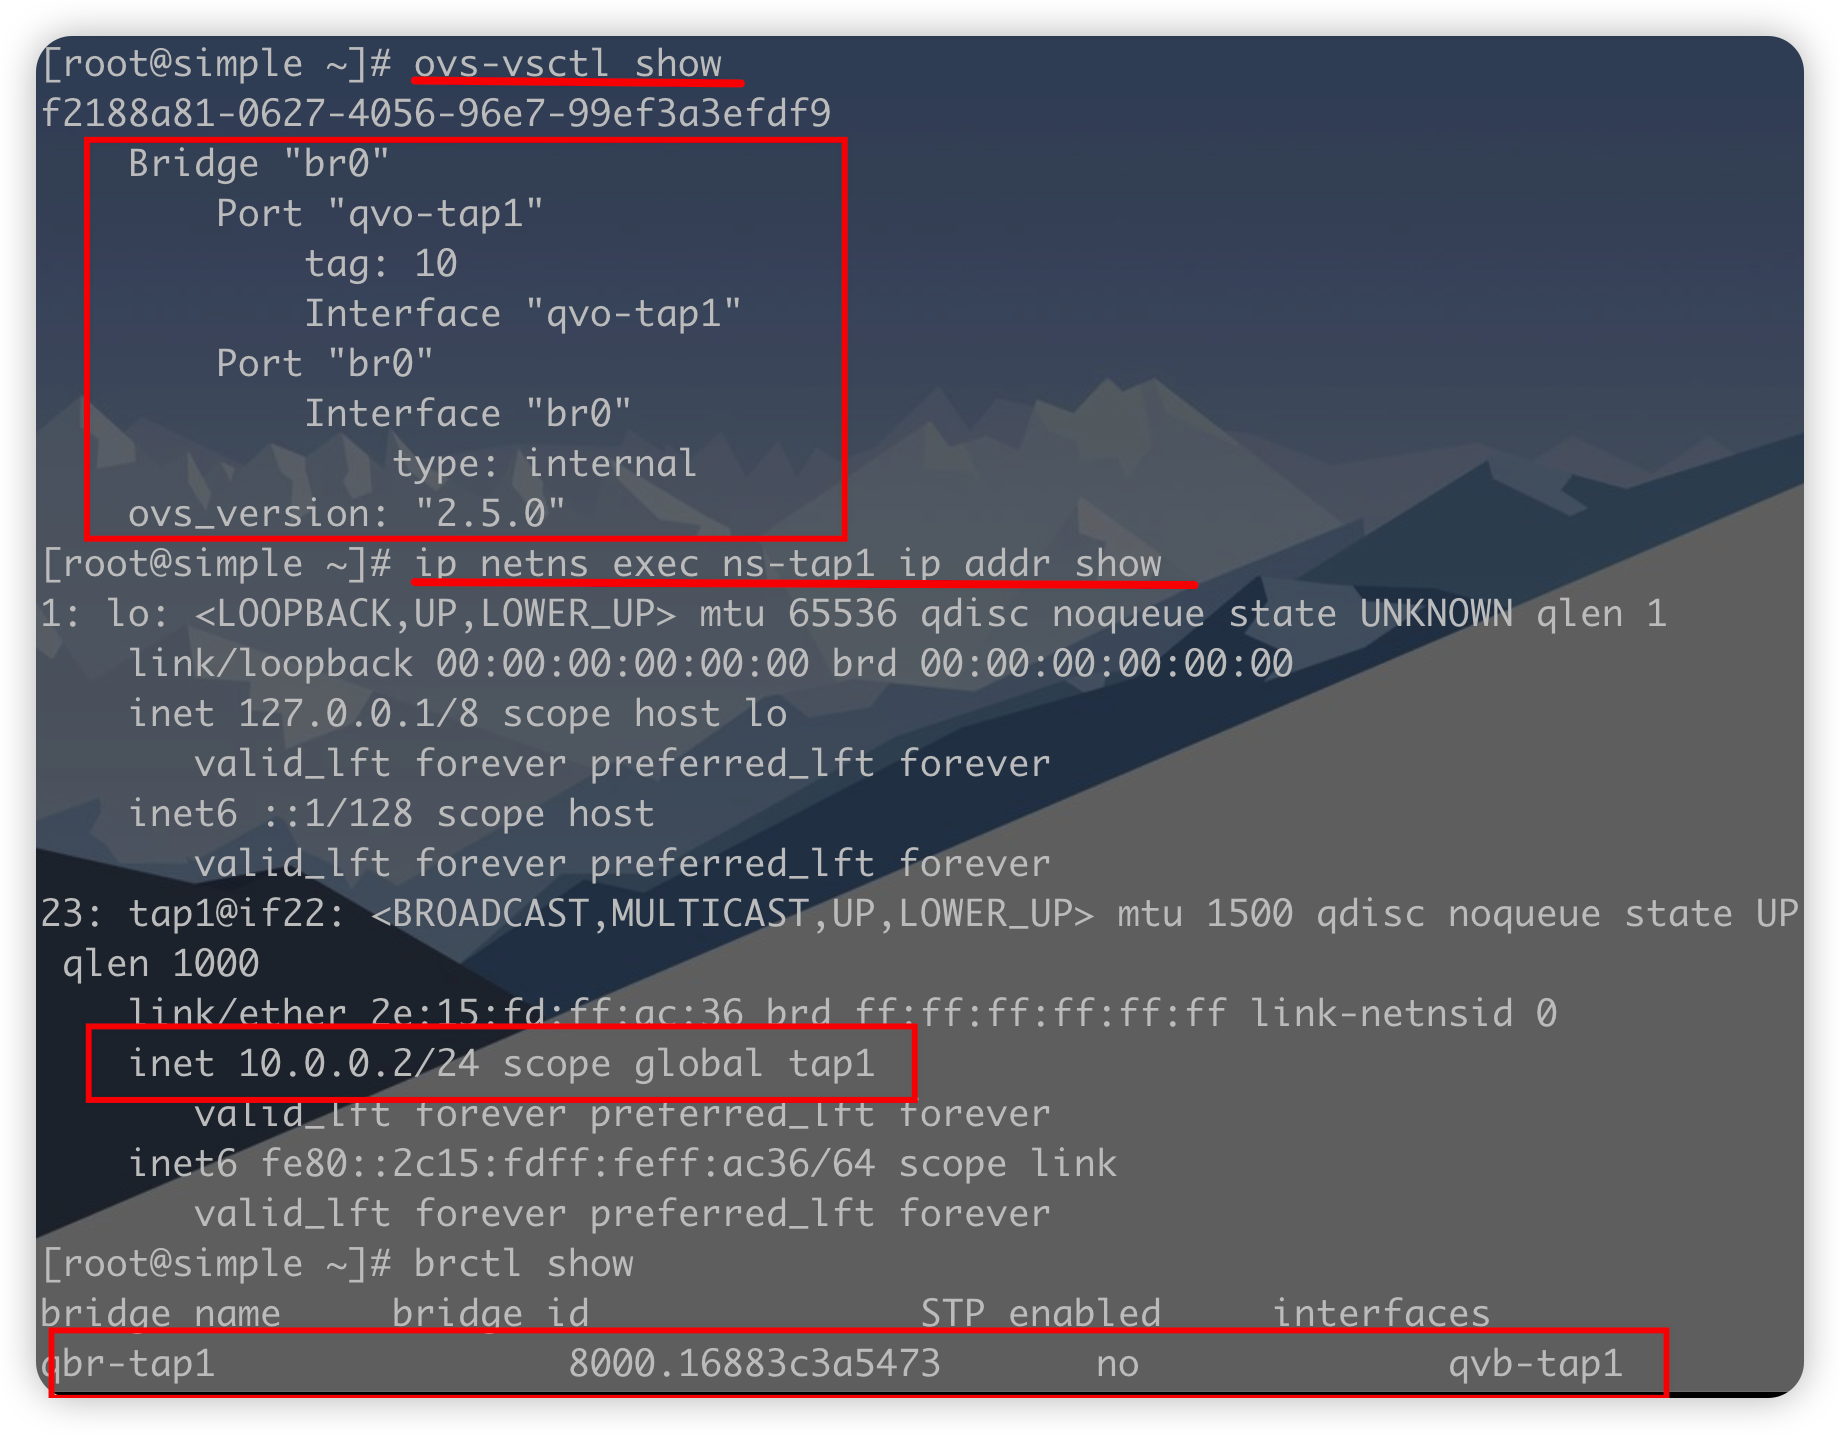 [root@simple ~]# ovs-vsctl show
f2188a81-0627-4056-96e7-99ef3a3efdf9
    Bridge "br0"
        Port "qvo-tap1"
            tag: 10
            Interface "qvo-tap1"
        Port "br0"
            Interface "br0"
                type: internal
    ovs_version: "2.5.0"
[root@simple ~]# ip netns exec ns-tap1 ip addr show
1: lo: <LOOPBACK,UP,LOWER_UP> mtu 65536 qdisc noqueue state UNKNOWN qlen 1
    link/loopback 00:00:00:00:00:00 brd 00:00:00:00:00:00
    inet 127.0.0.1/8 scope host lo
       valid_lft forever preferred_lft forever
    inet6 ::1/128 scope host
       valid_lft forever preferred_lft forever
23: tap1@if22: <BROADCAST,MULTICAST,UP,LOWER_UP> mtu 1500 qdisc noqueue state UP
 qlen 1000
    link/ether 2e:15:fd:ff:ac:36 brd ff:ff:ff:ff:ff:ff link-netnsid 0
    inet 10.0.0.2/24 scope global tap1
       valid_lft forever preferred_lft forever
    inet6 fe80::2c15:fdff:feff:ac36/64 scope link
       valid_lft forever preferred_lft forever
[root@simple ~]# brctl show
bridge name     bridge id               STP enabled     interfaces
qbr-tap1                8000.16883c3a5473       no              qvb-tap1